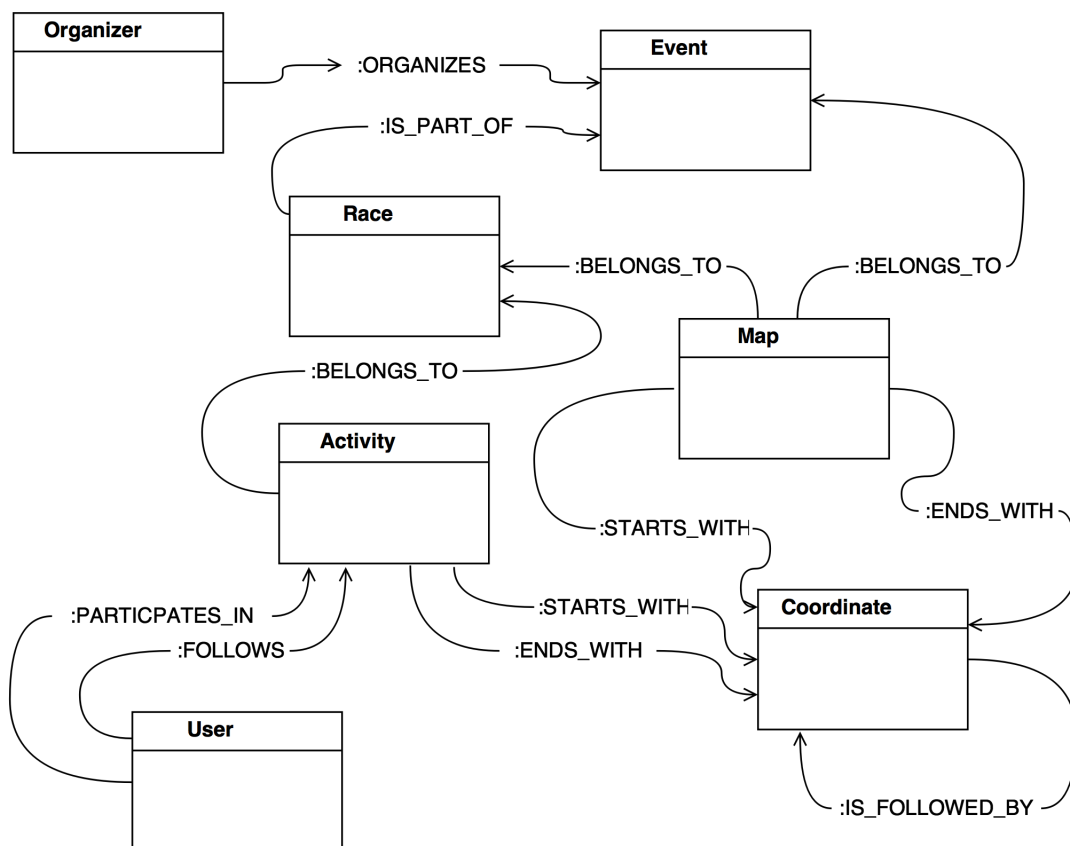 Organizer
Event
:ORGANIZES
:IS_PART_OF
Race
:BELONGS_TO
:BELONGS_TO
Map
:BELONGS_TO
Activity
:ENDS_WITH
:STARTS_WITH
:PARTICPATES_IN
:STARTS_WITH
Coordinate
:FOLLOWS
:ENDS_WITH
User
:IS_FOLLOWED_BY